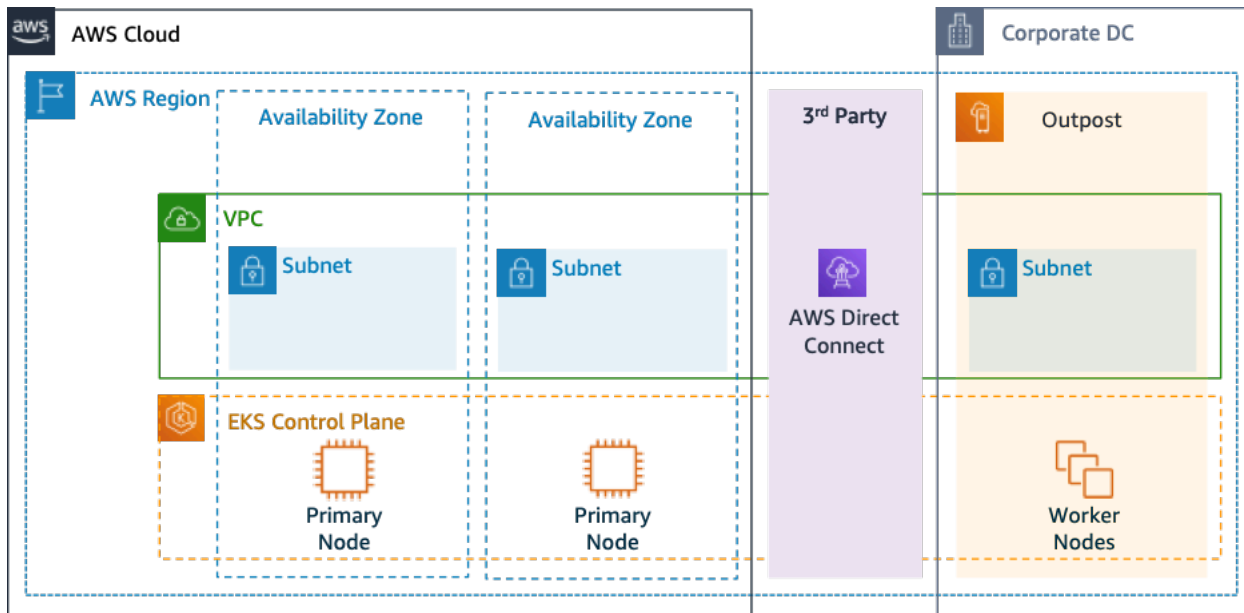 aws
AWS Cloud
Corporate DC
AWS Region
Availability Zone
Availability Zone
3rd Party
Outpost
VPC
Subnet
Subnet
Subnet
AWS Direct
Connect
EKS Control Plane
Primary
Node
Primary
Node
Worker
Nodes